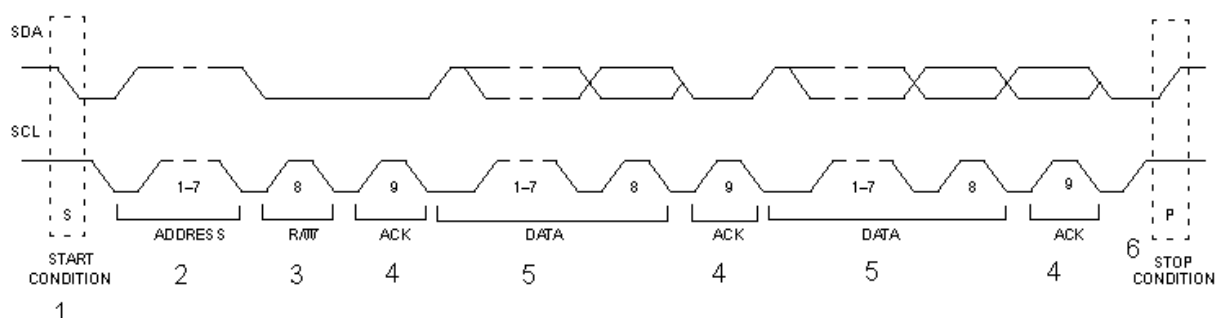 SDA
SCL
1–7 8 9 1–7 8 9 1–7 8 9
S P
ADDRESS R/W ACK DATA ACK DATA ACK
START CONDITION 2 3 4 5 4 5 4 6 STOP CONDITION
1